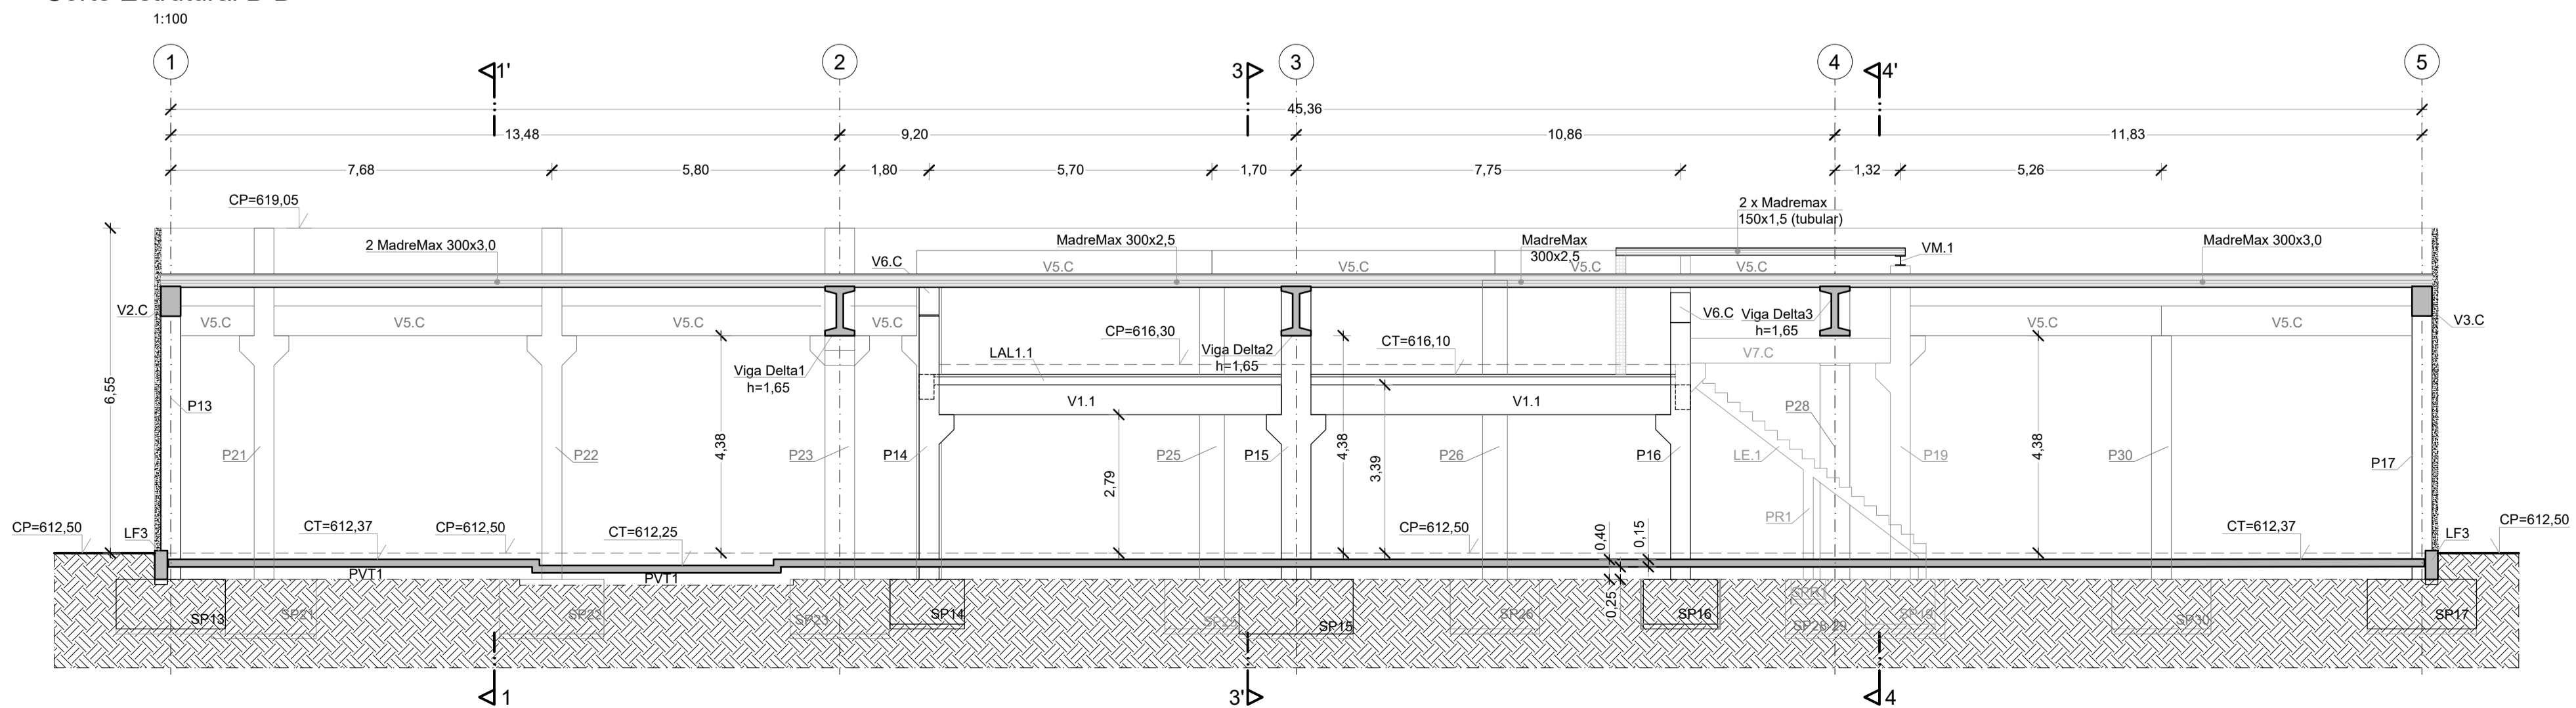 1:100
1
1'
2
3
3
4
4'
5
45,36
13,48
9,20
10,86
11,83
7,68
5,80
1,80
5,70
1,70
7,75
1,32
5,26
CP=619,05
2 x Madremax
150x1,5 (tubular)
2 MadreMax 300x3,0
MadreMax 300x2,5
MadreMax
300x2,5
MadreMax 300x3,0
VM.1
V6.C
V5.C
V5.C
V5.C
V5.C
V2.C
V5.C
V5.C
V5.C
V5.C
V6.C
Viga Delta3
h=1,65
V5.C
V5.C
V3.C
CP=616,30
CT=616,10
LAL1.1
Viga Delta2
h=1,65
V7.C
Viga Delta1
h=1,65
6,55
P13
V1.1
V1.1
P28
4,38
4,38
3,39
4,38
2,79
P21
P22
P23
P14
P25
P15
P26
P16
LE.1
P19
P30
P17
PR1
CP=612,50
LF3
CT=612,37
CP=612,50
CT=612,25
CP=612,50
0,40
0,15
CT=612,37
LF3
CP=612,50
PVT1
PVT1
0,25
SP13
SP21
SP22
SP23
SP14
SP25
SP15
SP26
SP16
SPR1
SP19
SP28-29
SP30
SP17
1
3'
4